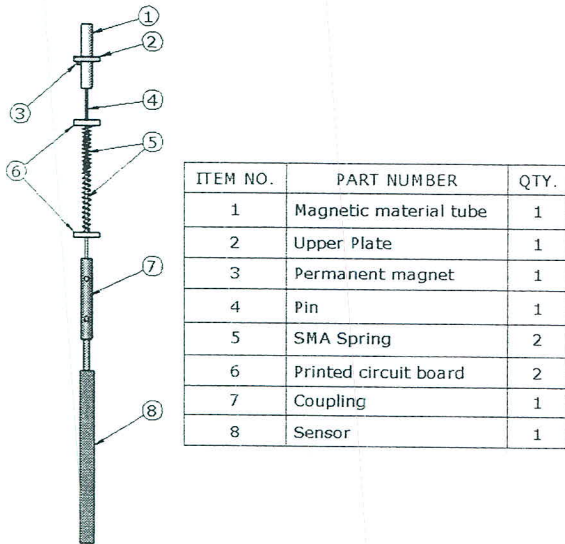 1
2
3
4
5
6
7
8
ITEM NO. PART NUMBER QTY.
1 Magnetic material tube 1
2 Upper Plate 1
3 Permanent magnet 1
4 Pin 1
5 SMA Spring 2
6 Printed circuit board 2
7 Coupling 1
8 Sensor 1